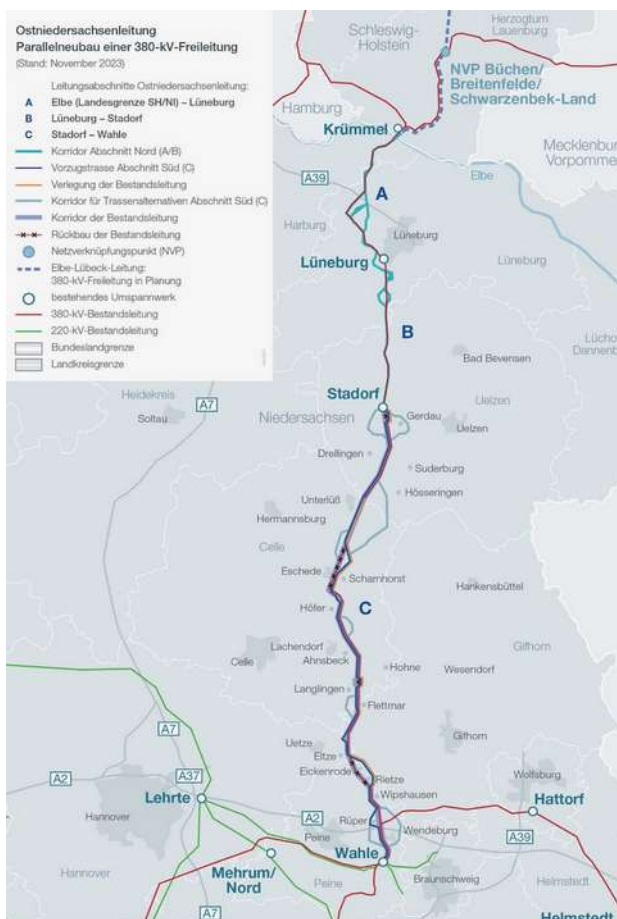 Ostniedersachsenleitung
Parallelneubau einer 380-kV-Freileitung
(Stand: November 2023)
Leitungsabschnitte Ostniedersachsenleitung:
A Elbe (Landesgrenze SH/NI) – Lüneburg
B Lüneburg – Stadorf
C Stadorf – Wahle
Korridor Abschnitt Nord (A/B)
Vorzugstrasse Abschnitt Süd (C)
Verlegung der Bestandsleitung
Korridor für Trassenalternativen Abschnitt Süd (C)
Korridor der Bestandsleitung
Rückbau der Bestandsleitung
Netzverknüpfungspunkt (NVP)
Elbe-Lübeck-Leitung:
380-kV-Freileitung in Planung
bestehendes Umspannwerk
380-kV-Bestandsleitung
220-kV-Bestandsleitung
Bundeslandgrenze
Landkreisgrenze
Schleswig-
Holstein
Herzogtum
Lauenburg
NVP Büchen/
Breitenfelde/
Schwarzenbek-Land
Hamburg
Krümmel
Mecklenburg
Vorpommer
Elbe
A39
A
Harburg
Lüneburg
Lüneburg
Lüneburg
B
Lücho
Dannenb
Bad Bevensen
Heidekreis
A7
Soltau
Stadorf
Niedersachsen
Gerdau
Uelzen
Uelzen
Dreilingen
Suderburg
Hösseringen
Unterlüß
Hermannsburg
Celle
Eschede
Scharnhorst
Hankensbüttel
Höfer
C
Lachendorf
Ahnsbeck
Celle
Hohne
Wesendorf
Gifhorn
Langlingen
Flettmar
A7
Uetze
Eltze
Gifhorn
A2
A37
Eickenrode
Rietze
Wipshausen
Wolfsburg
Lehrte
Hattorf
Hannover
A2
Rüper
Wendeburg
A39
Peine
Wahle
Hannover
Mehrum/
Nord
Peine
Braunschweig
Helmstedt
A7
Helmstedt